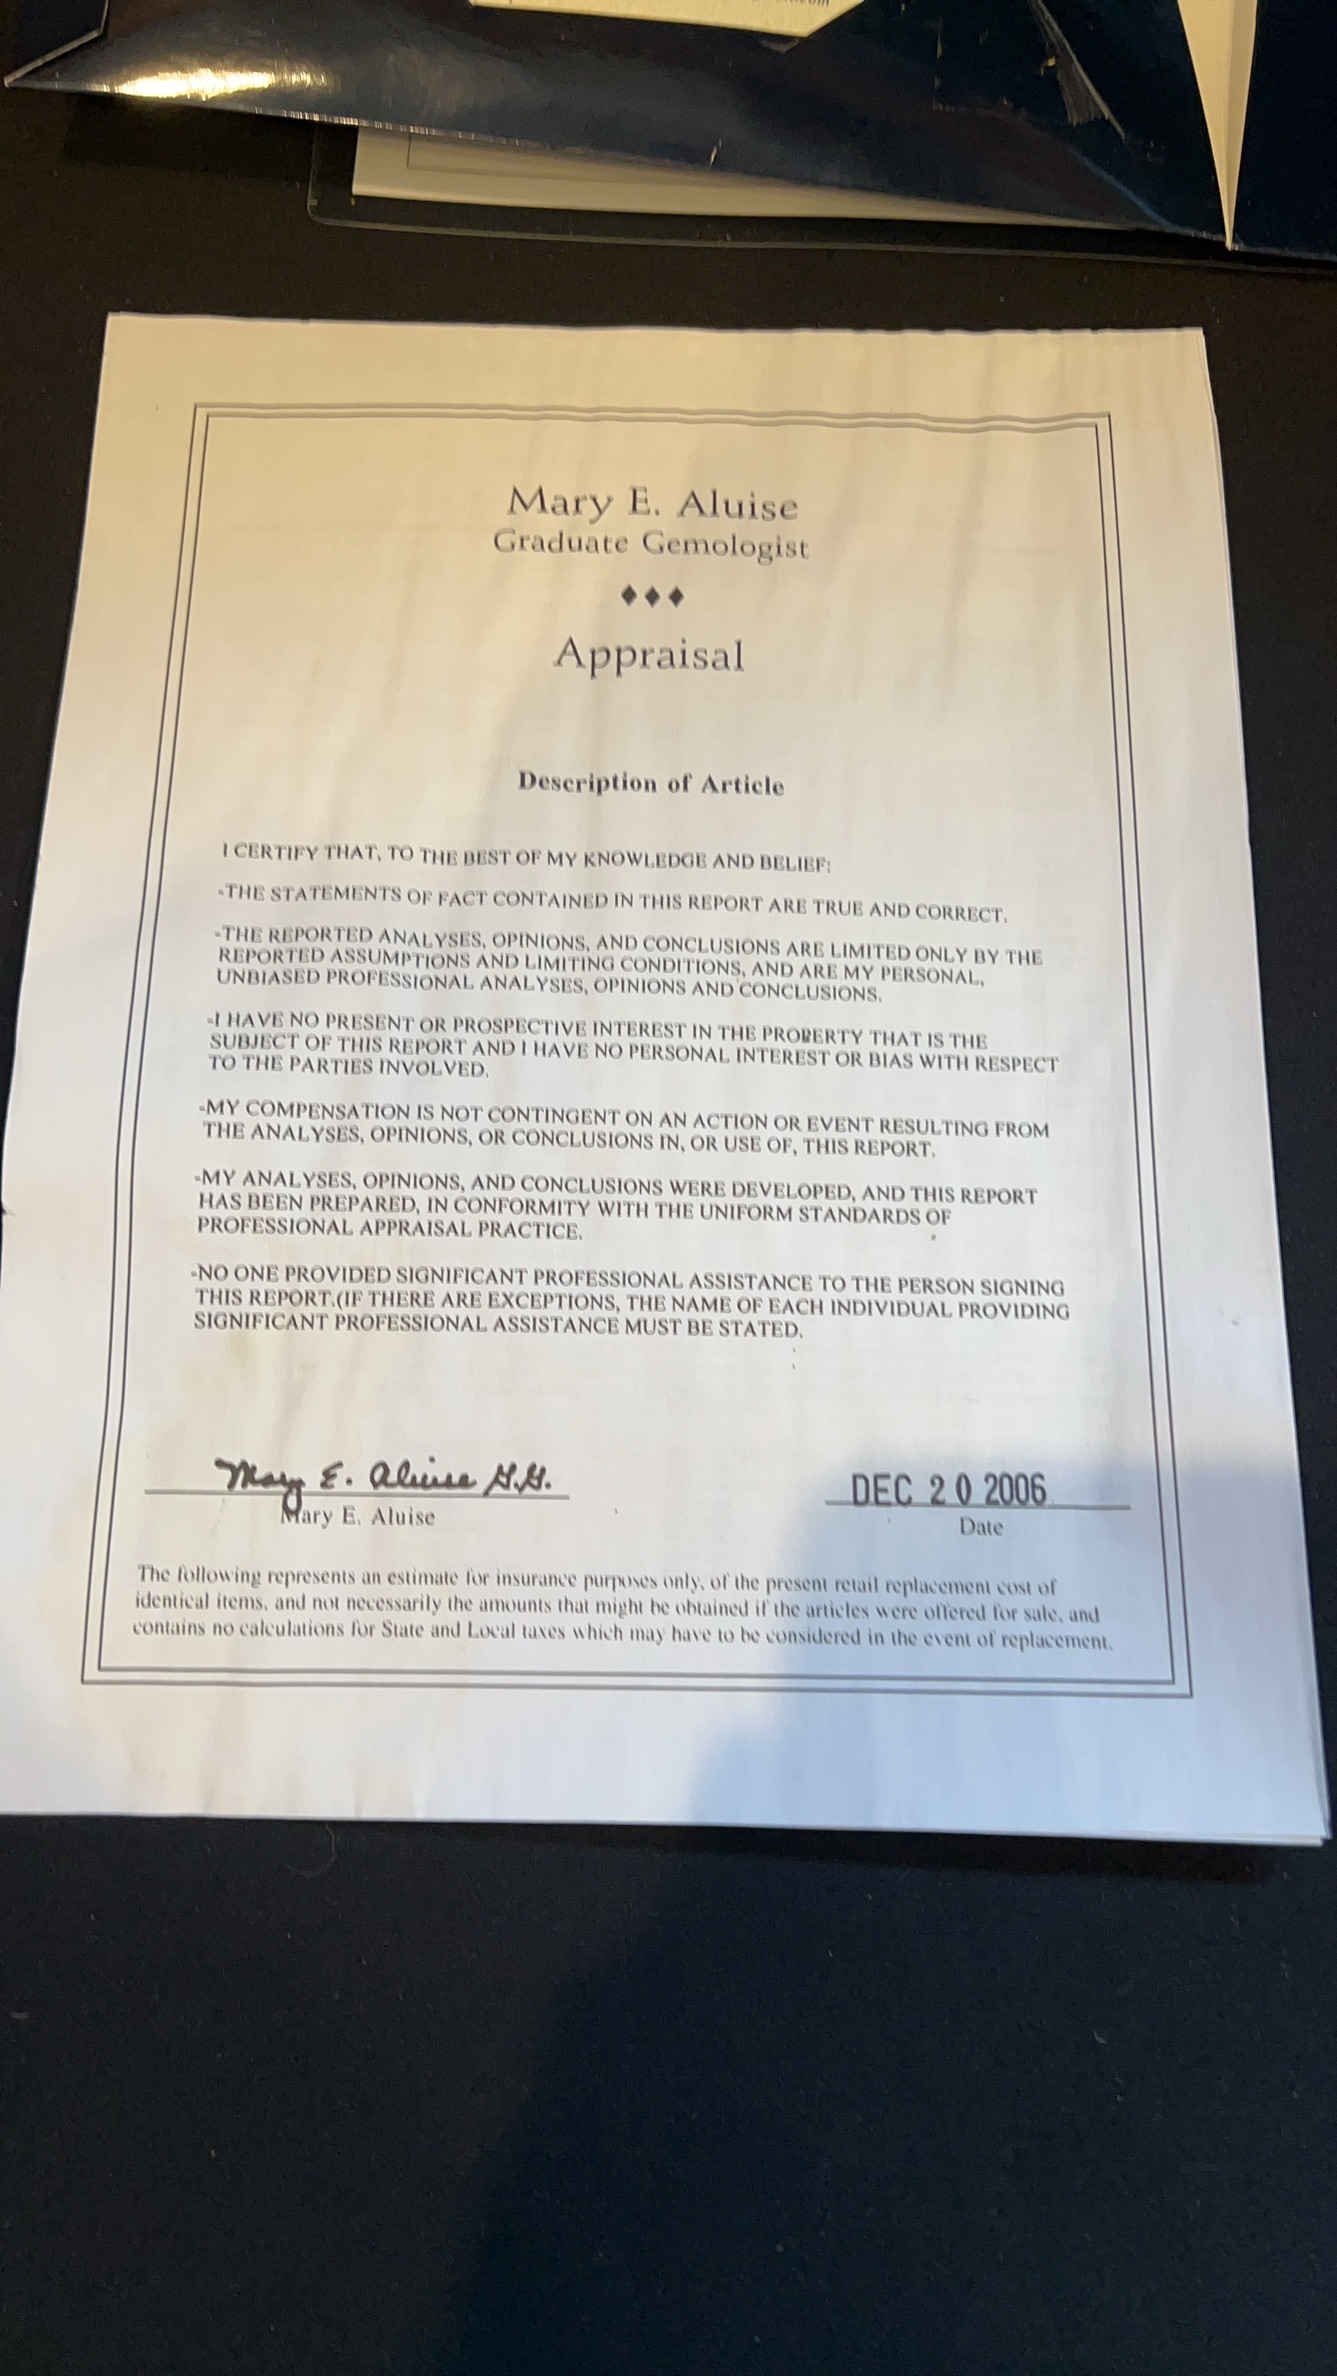 Mary E. Aluise
Graduate Gemologist
Appraisal
Description of Article
I CERTIFY THAT, TO THE BEST OF MY KNOWLEDGE AND BELIEF:
-THE STATEMENTS OF FACT CONTAINED IN THIS REPORT ARE TRUE AND CORRECT.
-THE REPORTED ANALYSES, OPINIONS, AND CONCLUSIONS ARE LIMITED ONLY BY THE
REPORTED ASSUMPTIONS AND LIMITING CONDITIONS, AND ARE MY PERSONAL,
UNBIASED PROFESSIONAL ANALYSES, OPINIONS AND CONCLUSIONS.
-I HAVE NO PRESENT OR PROSPECTIVE INTEREST IN THE PROPERTY THAT IS THE
SUBJECT OF THIS REPORT AND I HAVE NO PERSONAL INTEREST OR BIAS WITH RESPECT
TO THE PARTIES INVOLVED.
-MY COMPENSATION IS NOT CONTINGENT ON AN ACTION OR EVENT RESULTING FROM
THE ANALYSES, OPINIONS, OR CONCLUSIONS IN, OR USE OF, THIS REPORT.
-MY ANALYSES, OPINIONS, AND CONCLUSIONS WERE DEVELOPED, AND THIS REPORT
HAS BEEN PREPARED, IN CONFORMITY WITH THE UNIFORM STANDARDS OF
PROFESSIONAL APPRAISAL PRACTICE.
-NO ONE PROVIDED SIGNIFICANT PROFESSIONAL ASSISTANCE TO THE PERSON SIGNING
THIS REPORT.(IF THERE ARE EXCEPTIONS, THE NAME OF EACH INDIVIDUAL PROVIDING
SIGNIFICANT PROFESSIONAL ASSISTANCE MUST BE STATED.
Mary E. Aluise G.G. DEC 20 2006
Mary E. Aluise Date
The following represents an estimate for insurance purposes only, of the present retail replacement cost of
identical items, and not necessarily the amounts that might be obtained if the articles were offered for sale, and
contains no calculations for State and Local taxes which may have to be considered in the event of replacement.